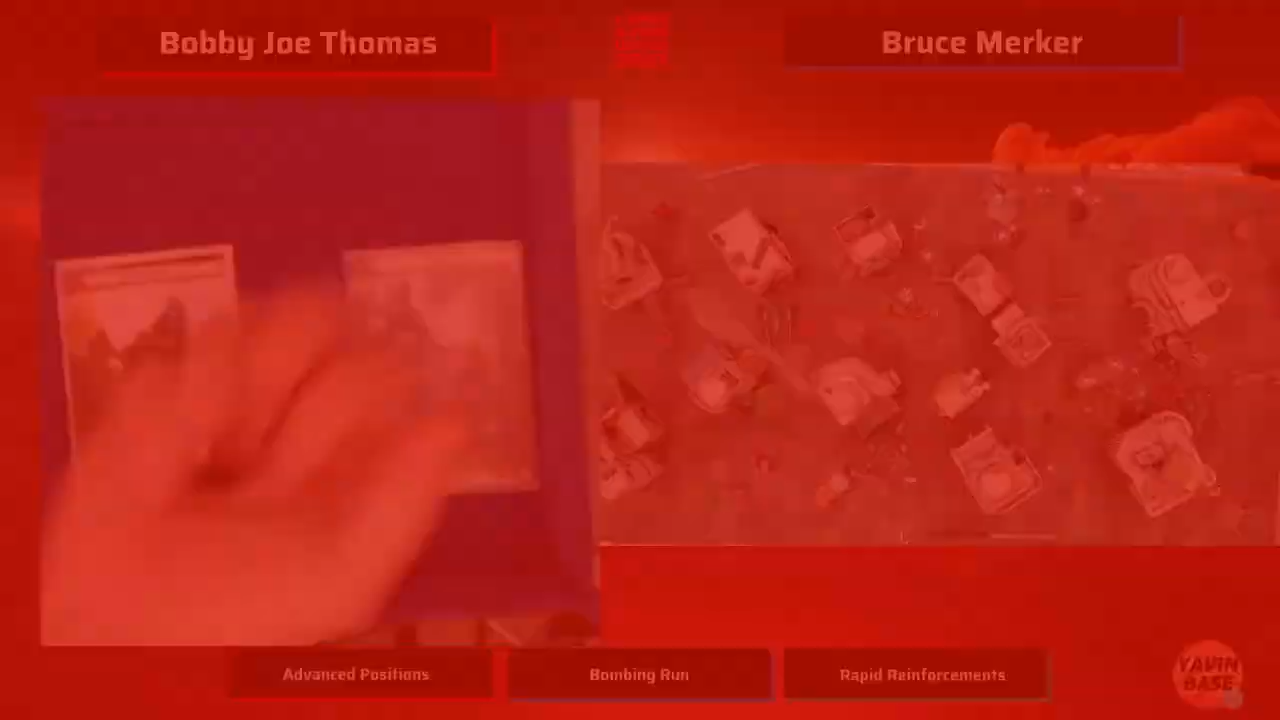 Bobby Joe Thomas
Bruce Merker
Advanced Positions
Bombing Run
Rapid Reinforcements
YAVIN
BASE